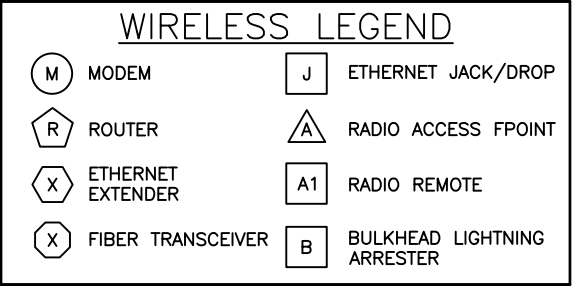 WIRELESS LEGEND
M MODEM
R ROUTER
X ETHERNET
EXTENDER
X FIBER TRANSCEIVER
J ETHERNET JACK/DROP
A RADIO ACCESS FPOINT
A1 RADIO REMOTE
B BULKHEAD LIGHTNING
ARRESTER